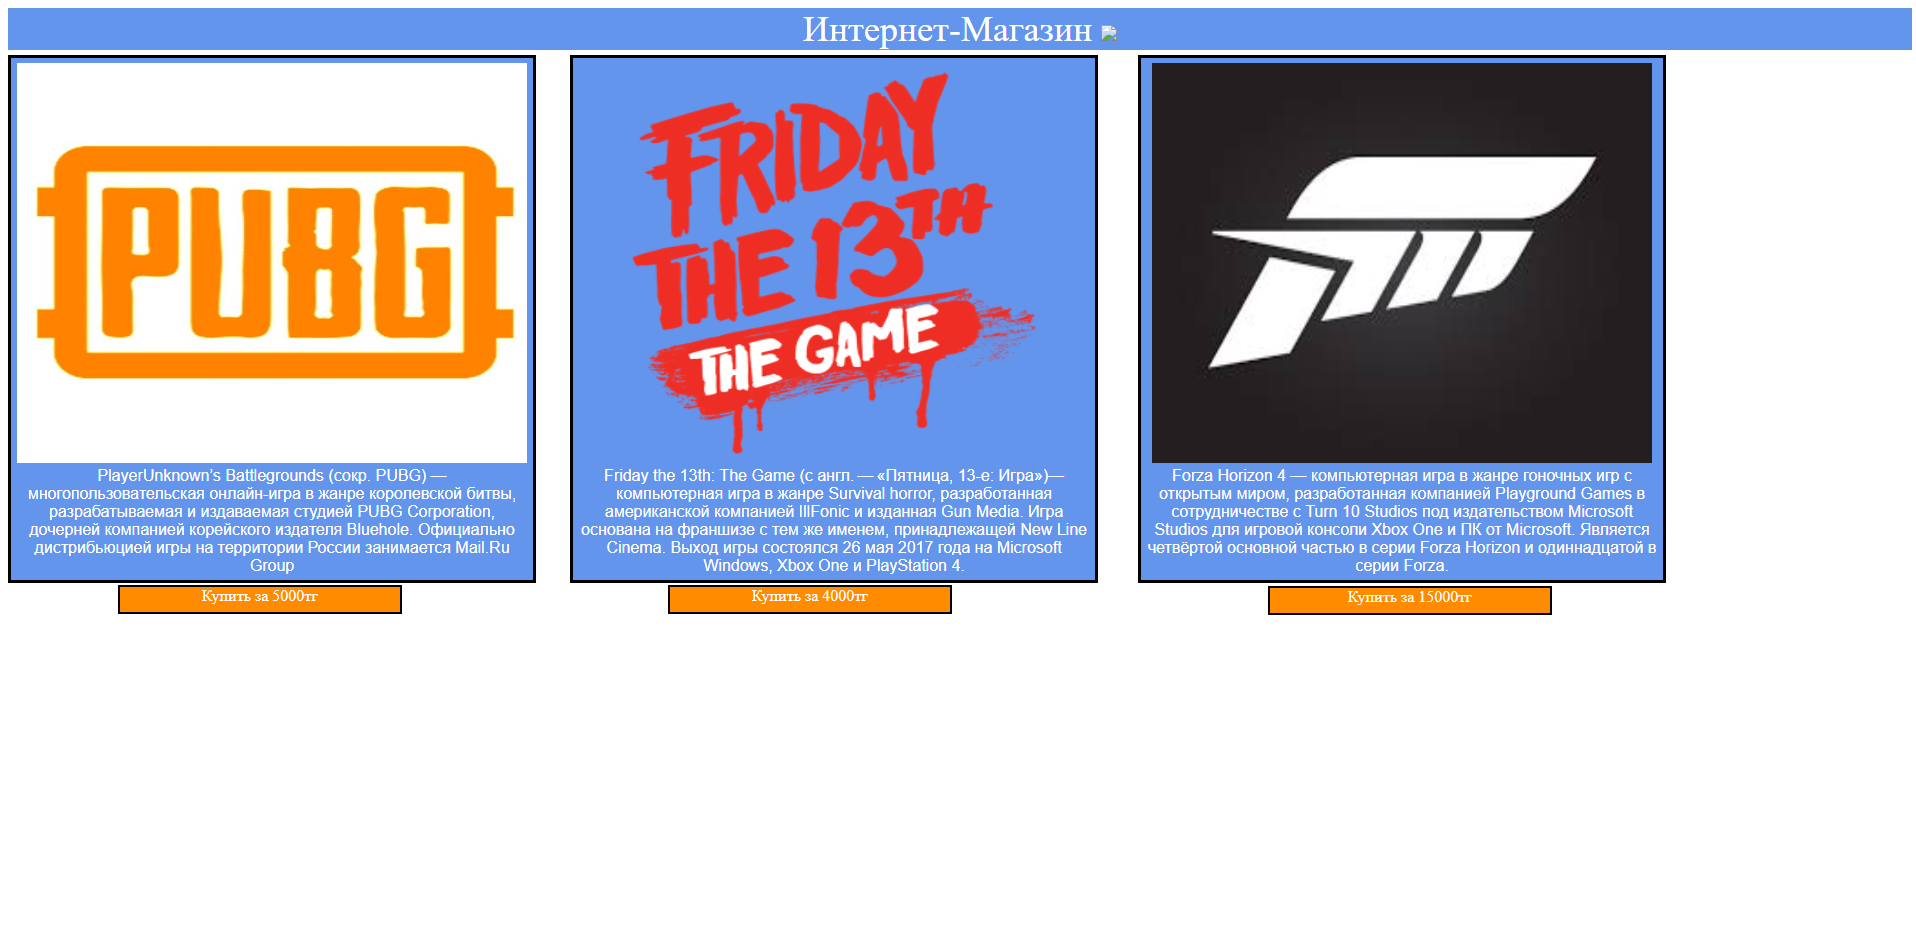 Интернет-Магазин
PUBG
PlayerUnknown’s Battlegrounds (сокр. PUBG) —
многопользовательская онлайн-игра в жанре королевской битвы,
разрабатываемая и издаваемая студией PUBG Corporation,
дочерней компанией корейского издателя Bluehole. Официально
дистрибьюцией игры на территории России занимается Mail.Ru
Group
Купить за 5000тг
FRIDAY
THE 13TH
THE GAME
Friday the 13th: The Game (с англ. — «Пятница, 13-е: Игра»)—
компьютерная игра в жанре Survival horror, разработанная
американской компанией IllFonic и изданная Gun Media. Игра
основана на франшизе с тем же именем, принадлежащей New Line
Cinema. Выход игры состоялся 26 мая 2017 года на Microsoft
Windows, Xbox One и PlayStation 4.
Купить за 4000тг
Forza Horizon 4 — компьютерная игра в жанре гоночных игр с
открытым миром, разработанная компанией Playground Games в
сотрудничестве с Turn 10 Studios под издательством Microsoft
Studios для игровой консоли Xbox One и ПК от Microsoft. Является
четвёртой основной частью в серии Forza Horizon и одиннадцатой в
серии Forza.
Купить за 15000тг